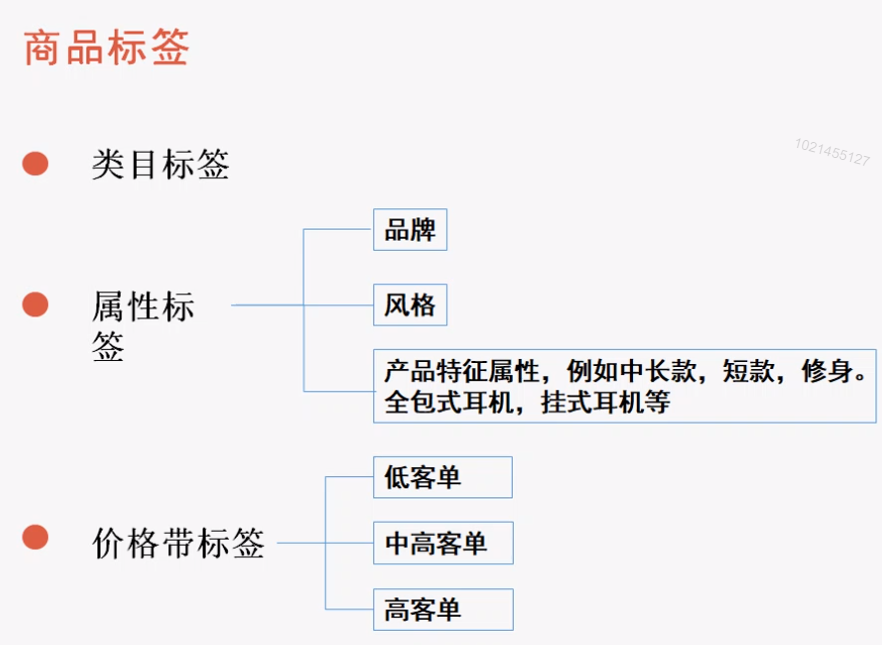 商品标签
类目标签
1021455127
品牌
属性标
签
风格
产品特征属性，例如中长款，短款，修身。
全包式耳机，挂式耳机等
价格带标签
低客单
中高客单
高客单